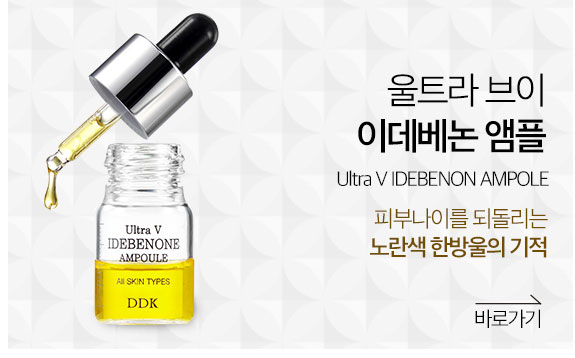 울트라 브이
이데베논 앰플
Ultra V IDEBENON AMPOLE
피부나이를 되돌리는
노란색 한방울의 기적
바로가기
Ultra V
IDEBENONE
AMPOULE
All SKIN TYPES
DDK